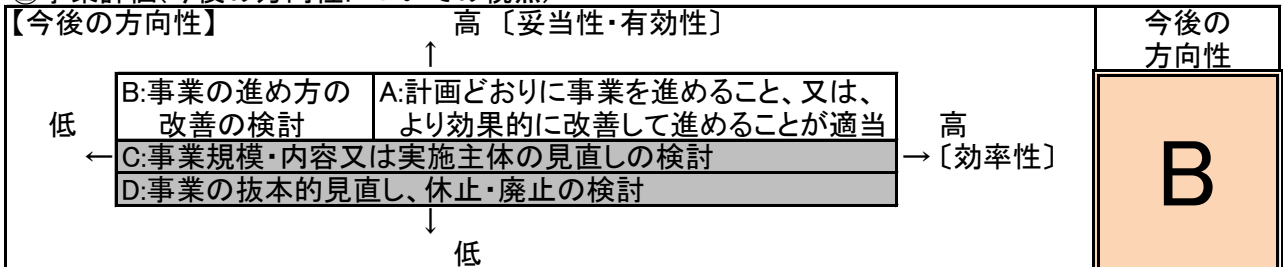 【今後の方向性】 高 〔妥当性・有効性〕 今後の
方向性
↑
B:事業の進め方の
改善の検討
A:計画どおりに事業を進めること、又は、
より効果的に改善して進めることが適当
低
←
C:事業規模・内容又は実施主体の見直しの検討
D:事業の抜本的見直し、休止・廃止の検討
高
→〔効率性〕
B
↓
低